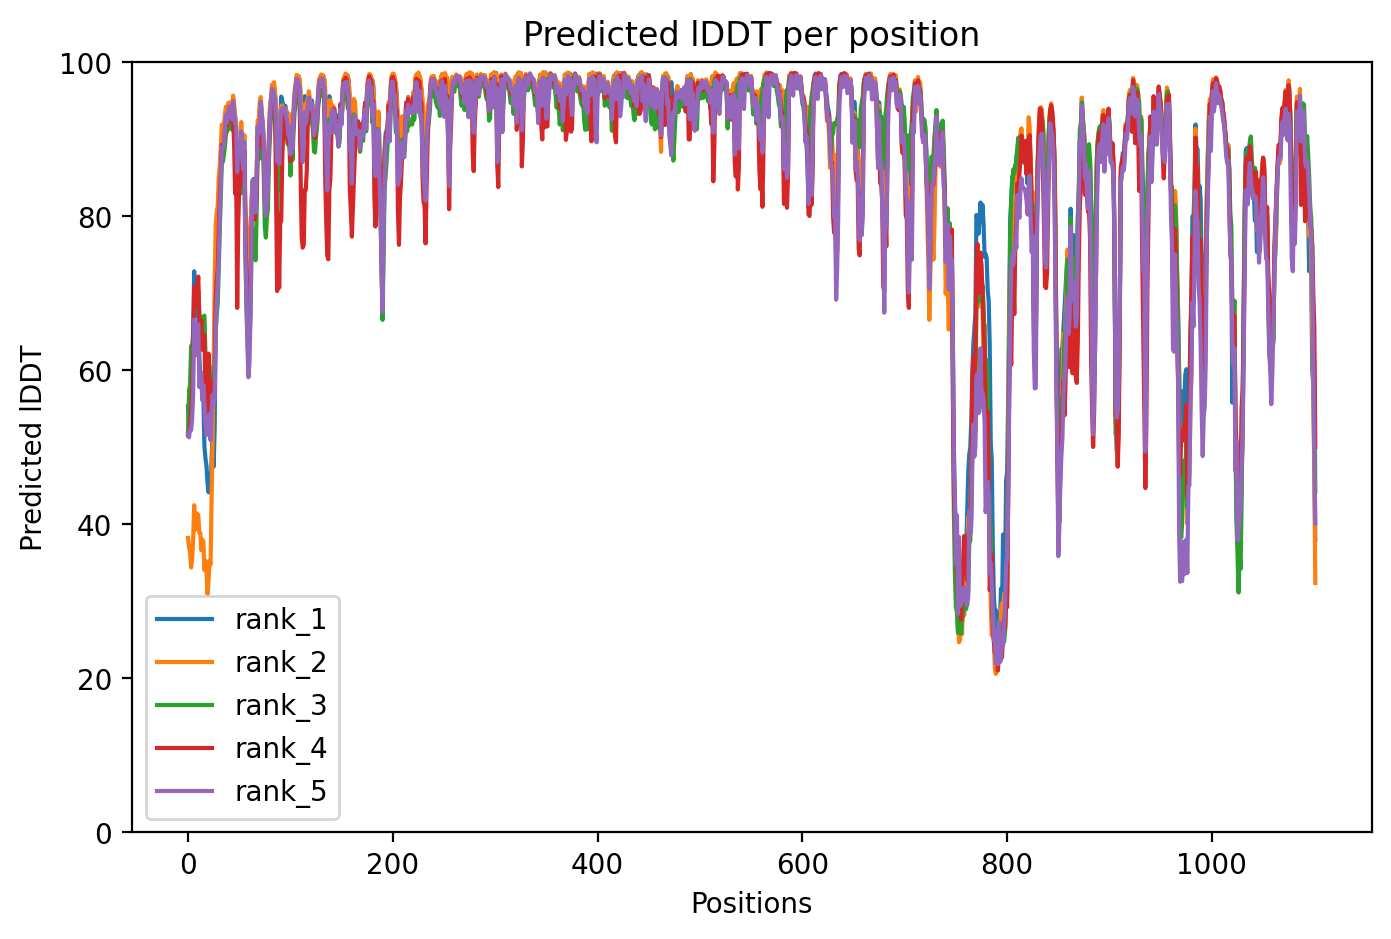 Predicted lDDT per position
Predicted lDDT
100
80
60
40
20
0
rank_1
rank_2
rank_3
rank_4
rank_5
0 200 400 600 800 1000
Positions